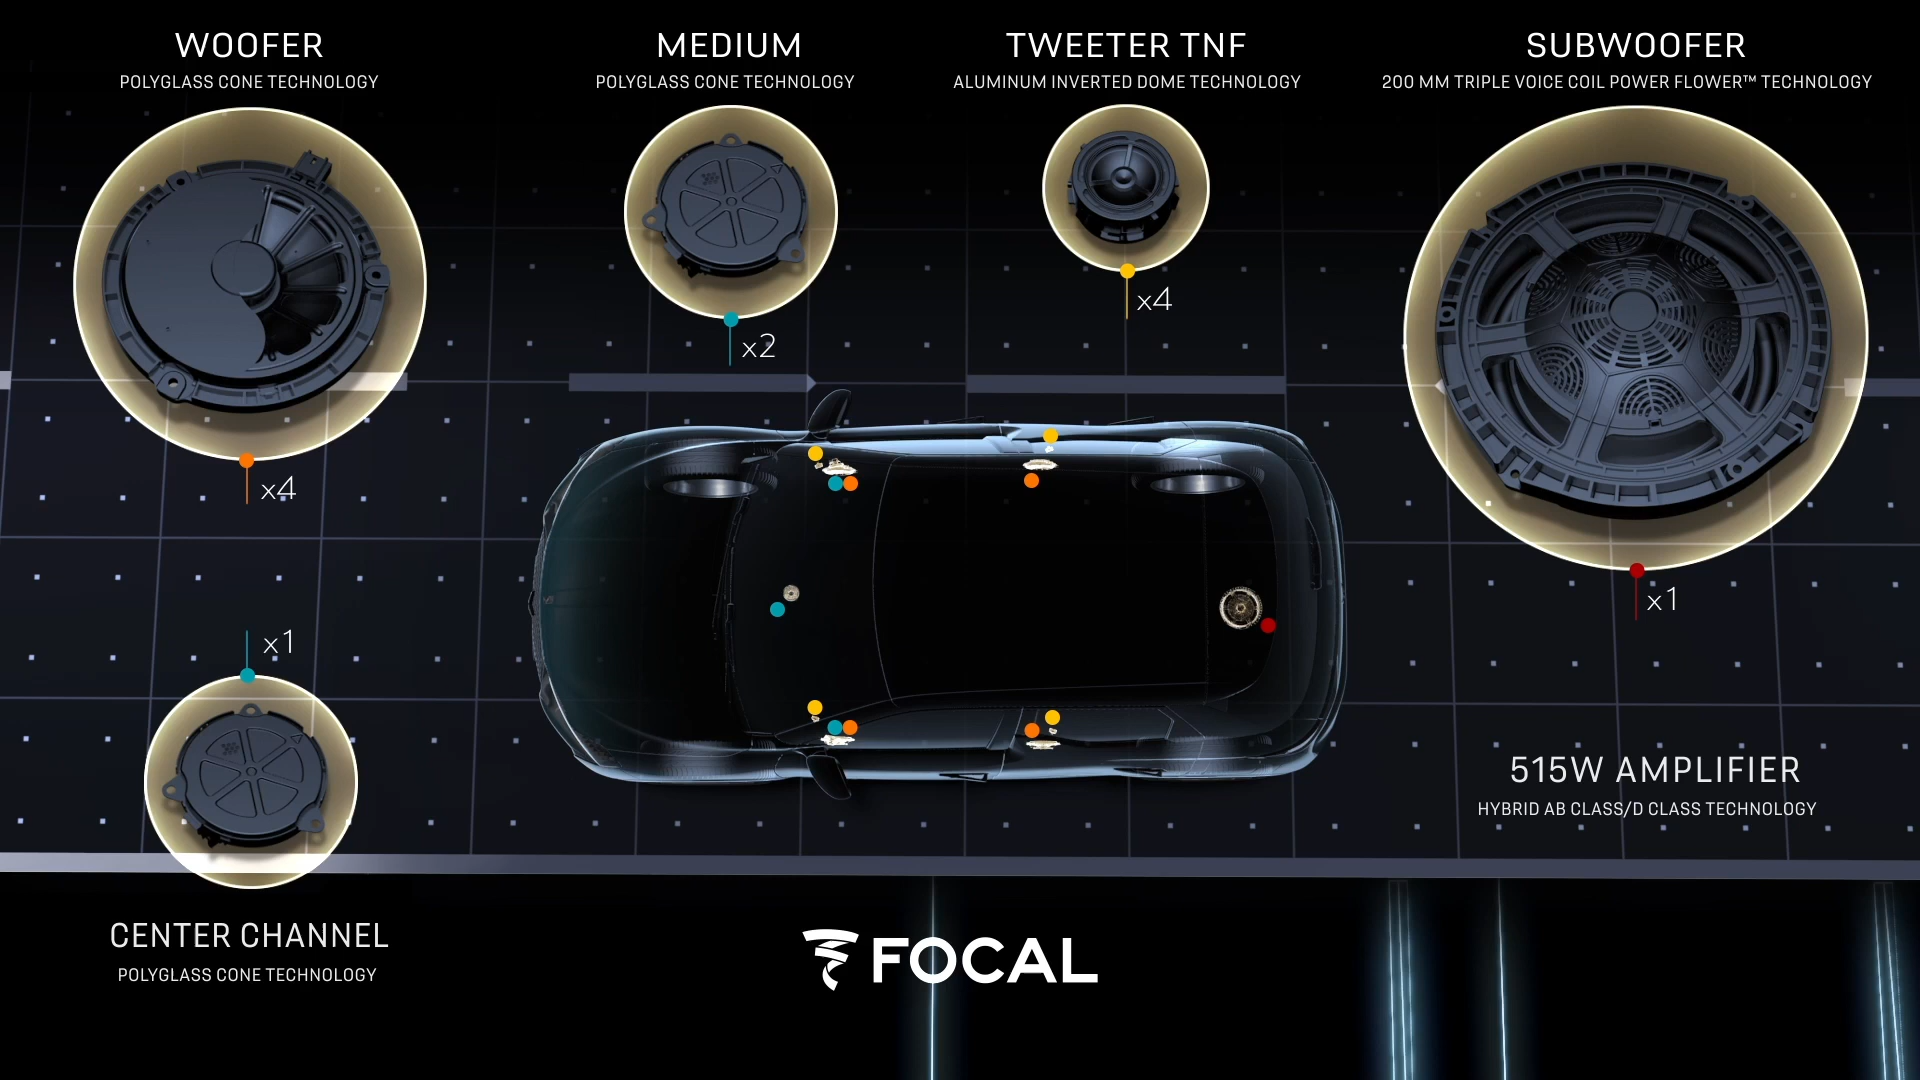 WOOFER
POLYGLASS CONE TECHNOLOGY
x4
MEDIUM
POLYGLASS CONE TECHNOLOGY
x2
TWEETER TNF
ALUMINUM INVERTED DOME TECHNOLOGY
x4
SUBWOOFER
200 MM TRIPLE VOICE COIL POWER FLOWER™ TECHNOLOGY
x1
x1
CENTER CHANNEL
POLYGLASS CONE TECHNOLOGY
515W AMPLIFIER
HYBRID AB CLASS/D CLASS TECHNOLOGY
FOCAL